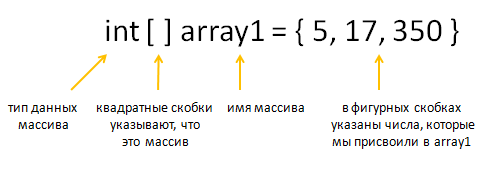 int [ ] array1 = { 5, 17, 350 }
тип данных
массива
квадратные скобки
указывают, что
это массив
имя массива
в фигурных скобках
указаны числа, которые
мы присвоили в array1